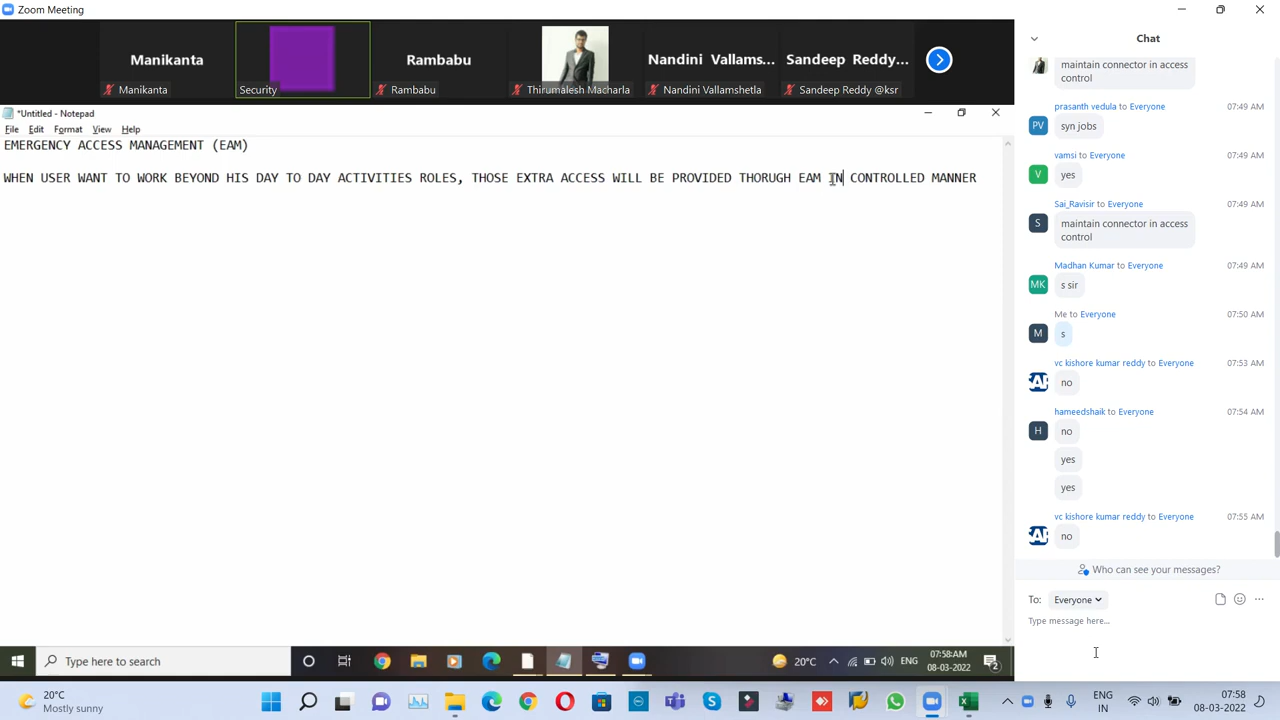 Zoom Meeting
Manikanta
Rambabu
Nandini Vallams...
Sandeep Reddy...
Manikanta
Security
Rambabu
Thirumalesh Macharla
Nandini Vallamshetla
Sandeep Reddy @ksr
*Untitled - Notepad
File Edit Format View Help
EMERGENCY ACCESS MANAGEMENT (EAM)
WHEN USER WANT TO WORK BEYOND HIS DAY TO DAY ACTIVITIES ROLES, THOSE EXTRA ACCESS WILL BE PROVIDED THORUGH EAM IN CONTROLLED MANNER
Type here to search
20°C
ENG
07:58:AM
08-03-2022
2
Chat
maintain connector in access
control
prasanth vedula to Everyone 07:49 AM
PV
syn jobs
vamsi to Everyone 07:49 AM
V
yes
Sai_Ravisir to Everyone 07:49 AM
S
maintain connector in access
control
Madhan Kumar to Everyone 07:49 AM
MK
s sir
Me to Everyone 07:50 AM
M
s
vc kishore kumar reddy to Everyone 07:53 AM
no
hameedshaik to Everyone 07:54 AM
H
no
yes
yes
vc kishore kumar reddy to Everyone 07:55 AM
no
Who can see your messages?
To: Everyone
Type message here...
20°C
Mostly sunny
ENG
IN
07:58
08-03-2022